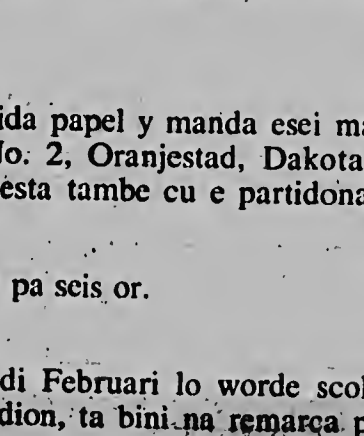 ida papel y manda esei ma
No. 2, Oranjestad, Dakota
esta tambe cu e partidona
pa seis or.
di Februari lo worde scol
dion, ta bini na remarca p